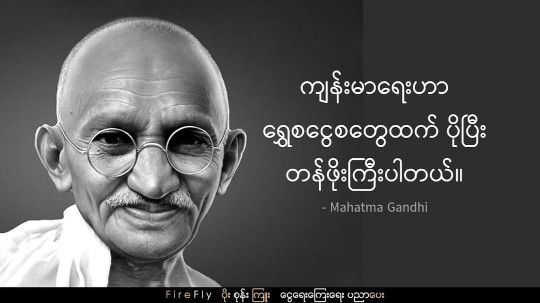 ကျန်းမာရေးဟာ
ရွှေစငွေစတွေထက် ပိုပြီး
တန်ဖိုးကြီးပါတယ်။
- Mahatma Gandhi
FireFly ပိုး စုန်း ကြူး ငွေရေးကြေးရေး ပညာပေး